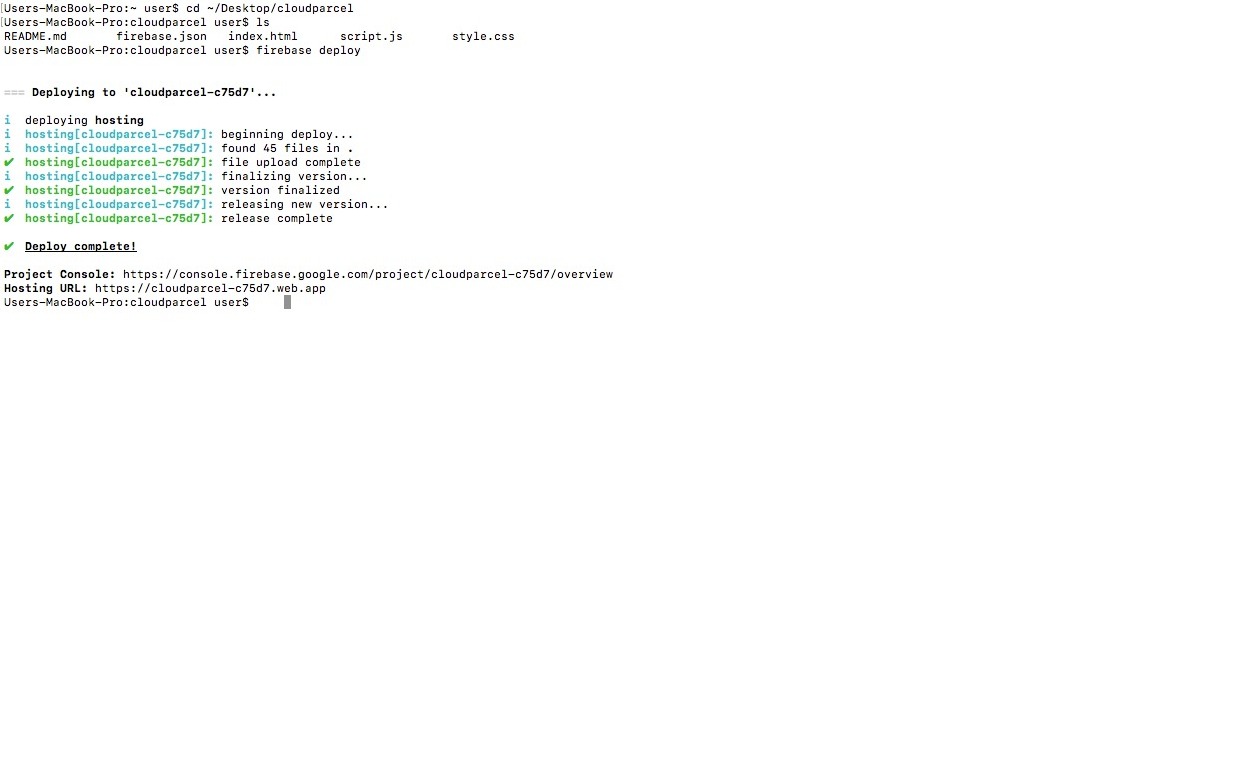 [Users-MacBook-Pro:~ user$ cd ~/Desktop/cloudparcel
[Users-MacBook-Pro:cloudparcel user$ ls
README.md       firebase.json   index.html      script.js       style.css
Users-MacBook-Pro:cloudparcel user$ firebase deploy
=== Deploying to 'cloudparcel-c75d7'...
i  deploying hosting
i  hosting[cloudparcel-c75d7]: beginning deploy...
i  hosting[cloudparcel-c75d7]: found 45 files in .
✔  hosting[cloudparcel-c75d7]: file upload complete
i  hosting[cloudparcel-c75d7]: finalizing version...
✔  hosting[cloudparcel-c75d7]: version finalized
i  hosting[cloudparcel-c75d7]: releasing new version...
✔  hosting[cloudparcel-c75d7]: release complete
✔  Deploy complete!
Project Console: https://console.firebase.google.com/project/cloudparcel-c75d7/overview
Hosting URL: https://cloudparcel-c75d7.web.app
Users-MacBook-Pro:cloudparcel user$